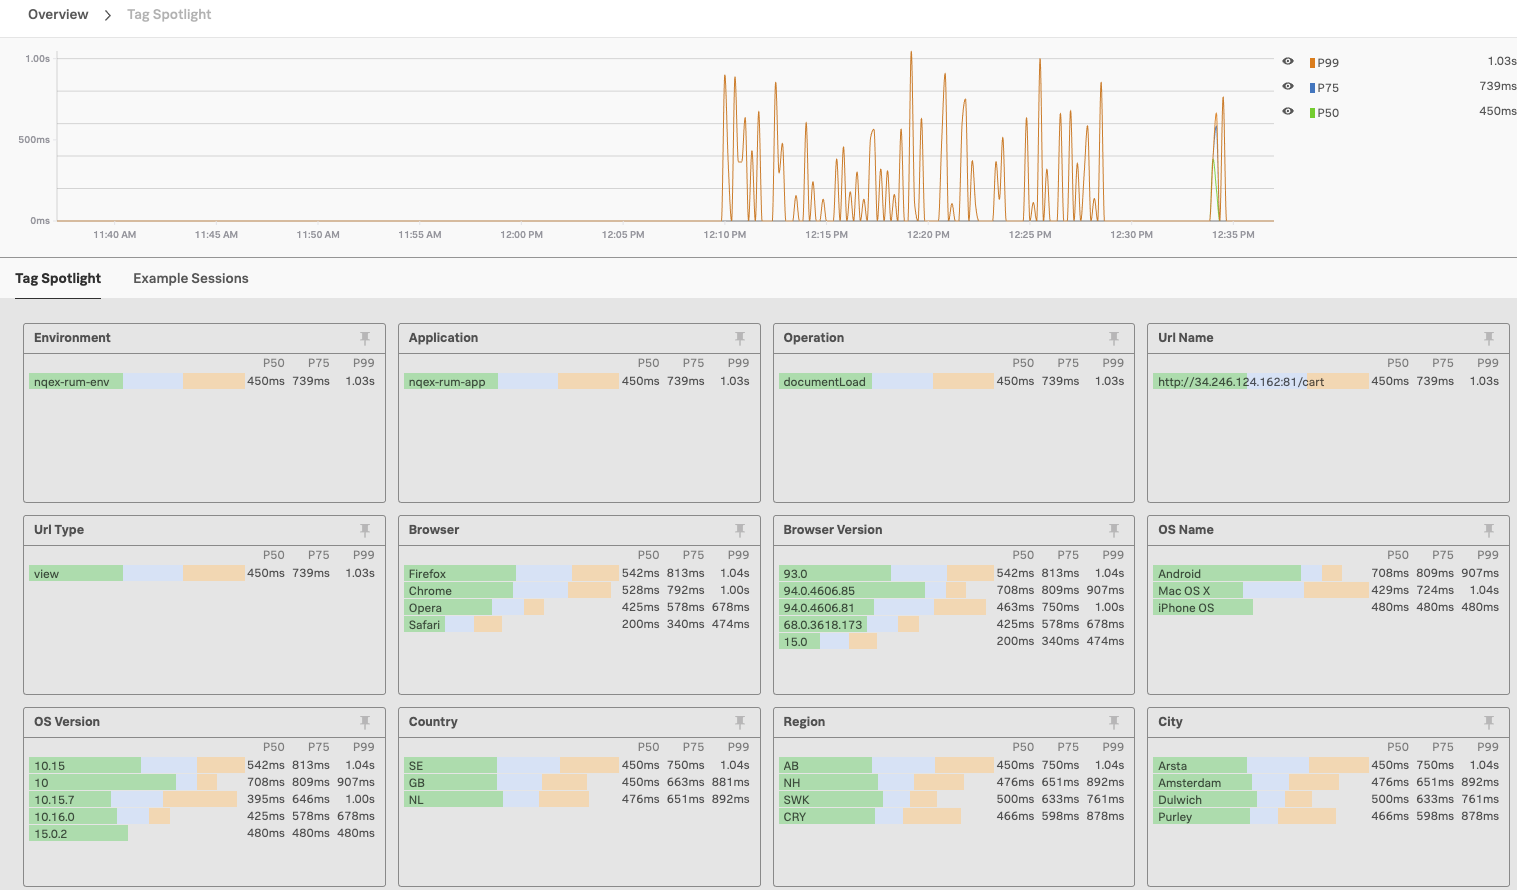 Overview > Tag Spotlight
1.00s
500ms
0ms
11:40 AM 11:45 AM 11:50 AM 11:55 AM 12:00 PM 12:05 PM 12:10 PM 12:15 PM 12:20 PM 12:25 PM 12:30 PM 12:35 PM
P99 1.03s
P75 739ms
P50 450ms
Tag Spotlight Example Sessions
Environment
P50 P75 P99
nqex-rum-env 450ms 739ms 1.03s
Application
P50 P75 P99
nqex-rum-app 450ms 739ms 1.03s
Operation
P50 P75 P99
documentLoad 450ms 739ms 1.03s
Url Name
P50 P75 P99
http://34.246.124.162:81/cart 450ms 739ms 1.03s
Url Type
P50 P75 P99
view 450ms 739ms 1.03s
Browser
P50 P75 P99
Firefox 542ms 813ms 1.04s
Chrome 528ms 792ms 1.00s
Opera 425ms 578ms 678ms
Safari 200ms 340ms 474ms
Browser Version
P50 P75 P99
93.0 542ms 813ms 1.04s
94.0.4606.85 708ms 809ms 907ms
94.0.4606.81 463ms 750ms 1.00s
68.0.3618.173 425ms 578ms 678ms
15.0 200ms 340ms 474ms
OS Name
P50 P75 P99
Android 708ms 809ms 907ms
Mac OS X 429ms 724ms 1.04s
iPhone OS 480ms 480ms 480ms
OS Version
P50 P75 P99
10.15 542ms 813ms 1.04s
10 708ms 809ms 907ms
10.15.7 395ms 646ms 1.00s
10.16.0 425ms 578ms 678ms
15.0.2 480ms 480ms 480ms
Country
P50 P75 P99
SE 450ms 750ms 1.04s
GB 450ms 663ms 881ms
NL 476ms 651ms 892ms
Region
P50 P75 P99
AB 450ms 750ms 1.04s
NH 476ms 651ms 892ms
SWK 500ms 633ms 761ms
CRY 466ms 598ms 878ms
City
P50 P75 P99
Arsta 450ms 750ms 1.04s
Amsterdam 476ms 651ms 892ms
Dulwich 500ms 633ms 761ms
Purley 466ms 598ms 878ms